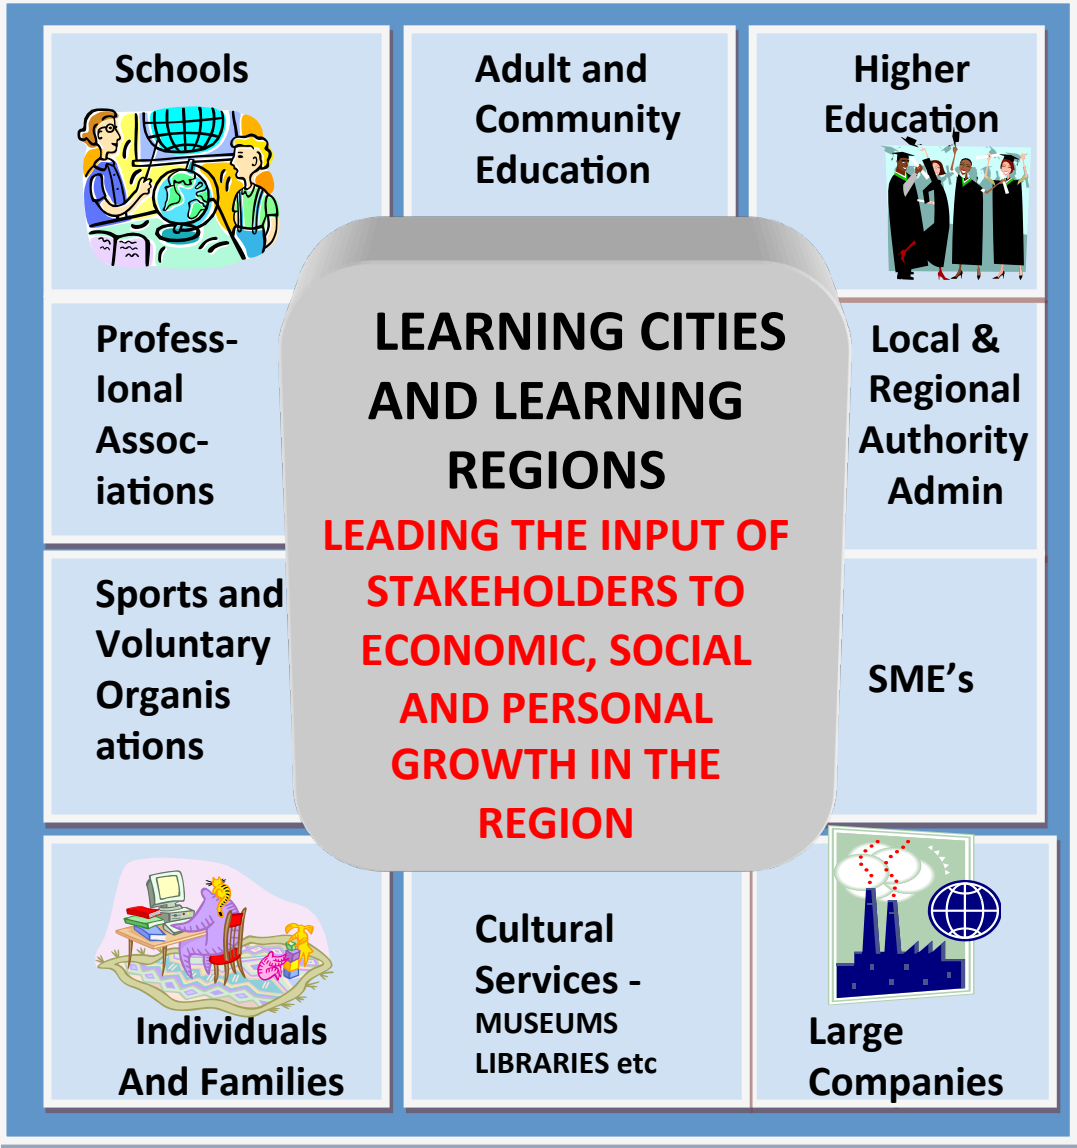 Schools
Adult and
Community
Education
Higher
Education
Profess-
Ional
Assoc-
iations
LEARNING CITIES
AND LEARNING
REGIONS
LEADING THE INPUT OF
STAKEHOLDERS TO
ECONOMIC, SOCIAL
AND PERSONAL
GROWTH IN THE
REGION
Local &
Regional
Authority
Admin
Sports and
Voluntary
Organis
ations
SME’s
Individuals
And Families
Cultural
Services -
MUSEUMS
LIBRARIES etc
Large
Companies